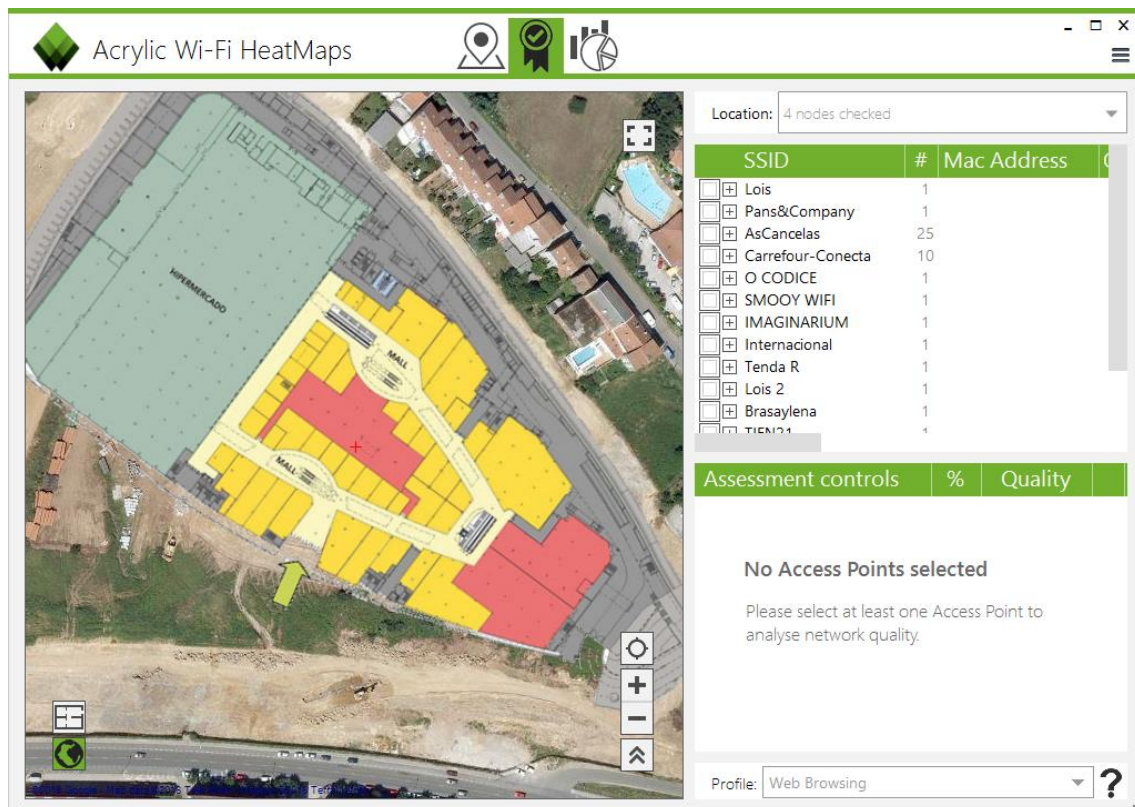 Acrylic Wi-Fi HeatMaps
Location: 4 nodes checked
SSID # Mac Address
Lois 1
Pans&Company 1
AsCancelas 25
Carrefour-Conecta 10
O CODICE 1
SMOOY WIFI 1
IMAGINARIUM 1
Internacional 1
Tenda R 1
Lois 2 1
Brasaylena 1
TIEN21 1
HIPERMERCADO
MALL
MALL
Assessment controls % Quality
No Access Points selected
Please select at least one Access Point to
analyse network quality.
Profile: Web Browsing ?